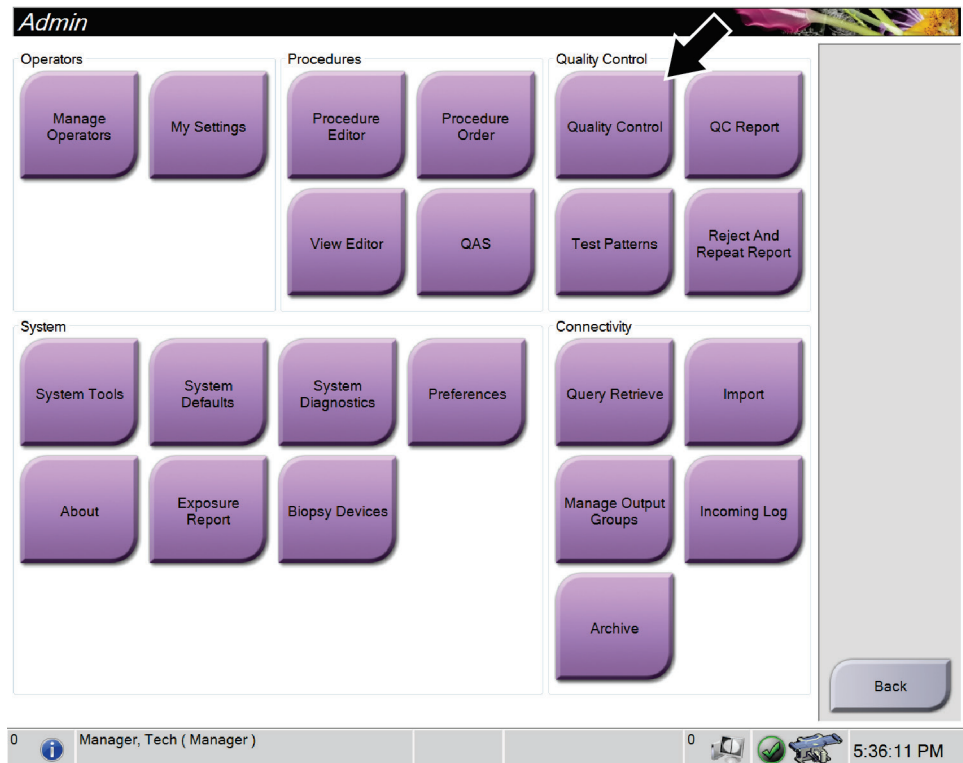 Admin
Operators
Manage
Operators
My Settings
Procedures
Procedure
Editor
Procedure
Order
View Editor
QAS
Quality Control
Quality Control
QC Report
Test Patterns
Reject And
Repeat Report
System
System Tools
System
Defaults
System
Diagnostics
Preferences
About
Exposure
Report
Biopsy Devices
Connectivity
Query Retrieve
Import
Manage Output
Groups
Incoming Log
Archive
Back
0
Manager, Tech ( Manager )
0
5:36:11 PM